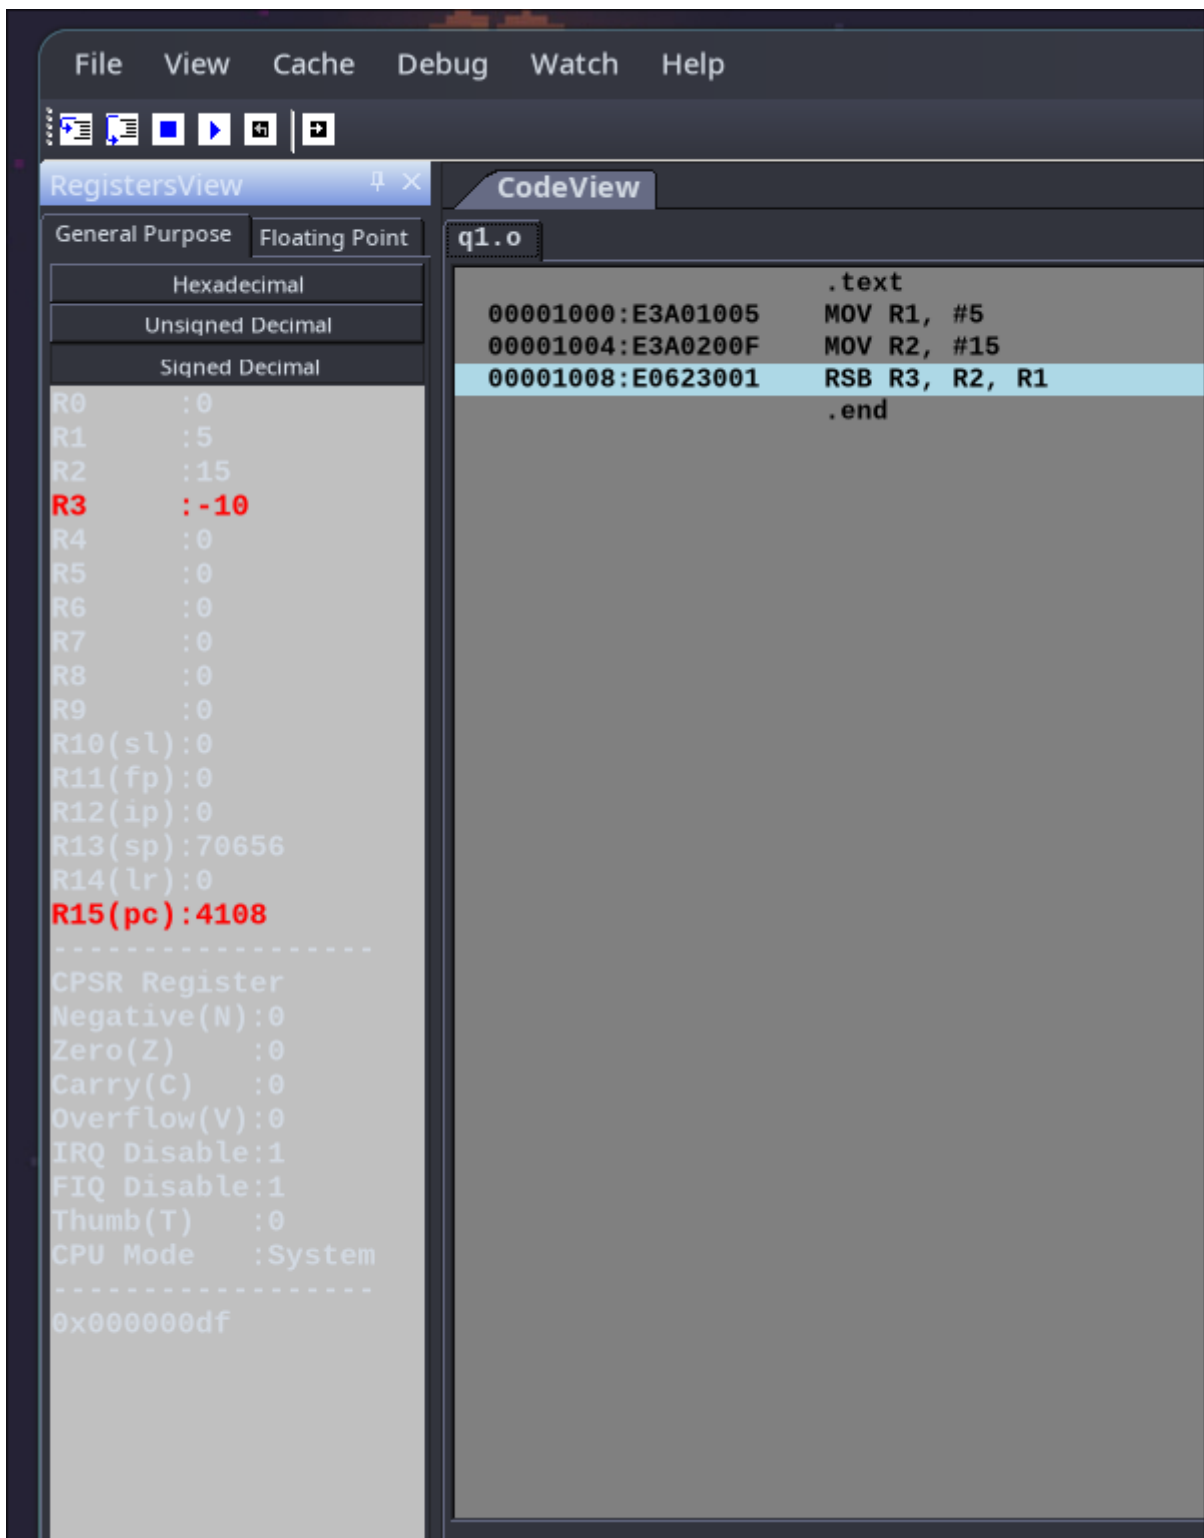 File View Cache Debug Watch Help
RegistersView
General Purpose Floating Point
Hexadecimal
Unsigned Decimal
Signed Decimal
R0 :0
R1 :5
R2 :15
R3 :-10
R4 :0
R5 :0
R6 :0
R7 :0
R8 :0
R9 :0
R10(sl):0
R11(fp):0
R12(ip):0
R13(sp):70656
R14(lr):0
R15(pc):4108
-------------------
CPSR Register
Negative(N):0
Zero(Z) :0
Carry(C) :0
Overflow(V):0
IRQ Disable:1
FIQ Disable:1
Thumb(T) :0
CPU Mode :System
-------------------
0x000000df
CodeView
q1.o
.text
00001000:E3A01005 MOV R1, #5
00001004:E3A0200F MOV R2, #15
00001008:E0623001 RSB R3, R2, R1
.end